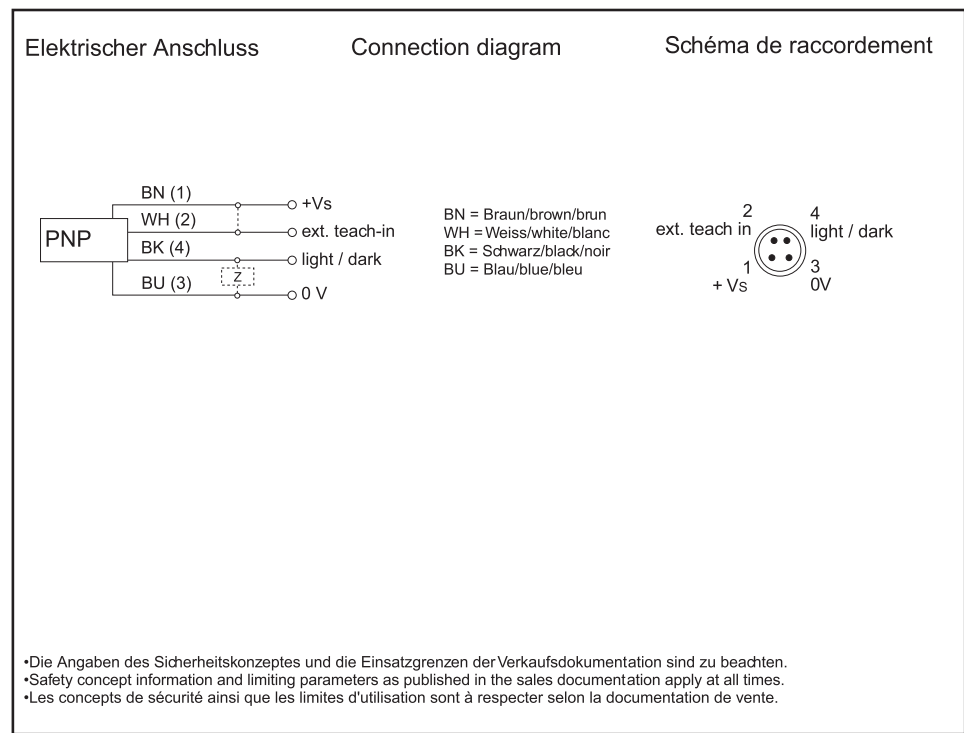 Elektrischer Anschluss
Connection diagram
Schéma de raccordement
BN (1)
+Vs
WH (2)
ext. teach-in
PNP
BK (4)
light / dark
Z
BU (3)
0 V
BN = Braun/brown/brun
WH = Weiss/white/blanc
BK = Schwarz/black/noir
BU = Blau/blue/bleu
2
4
ext. teach in
light / dark
1
3
+ Vs
0V
•Die Angaben des Sicherheitskonzeptes und die Einsatzgrenzen der Verkaufsdokumentation sind zu beachten.
•Safety concept information and limiting parameters as published in the sales documentation apply at all times.
•Les concepts de sécurité ainsi que les limites d'utilisation sont à respecter selon la documentation de vente.